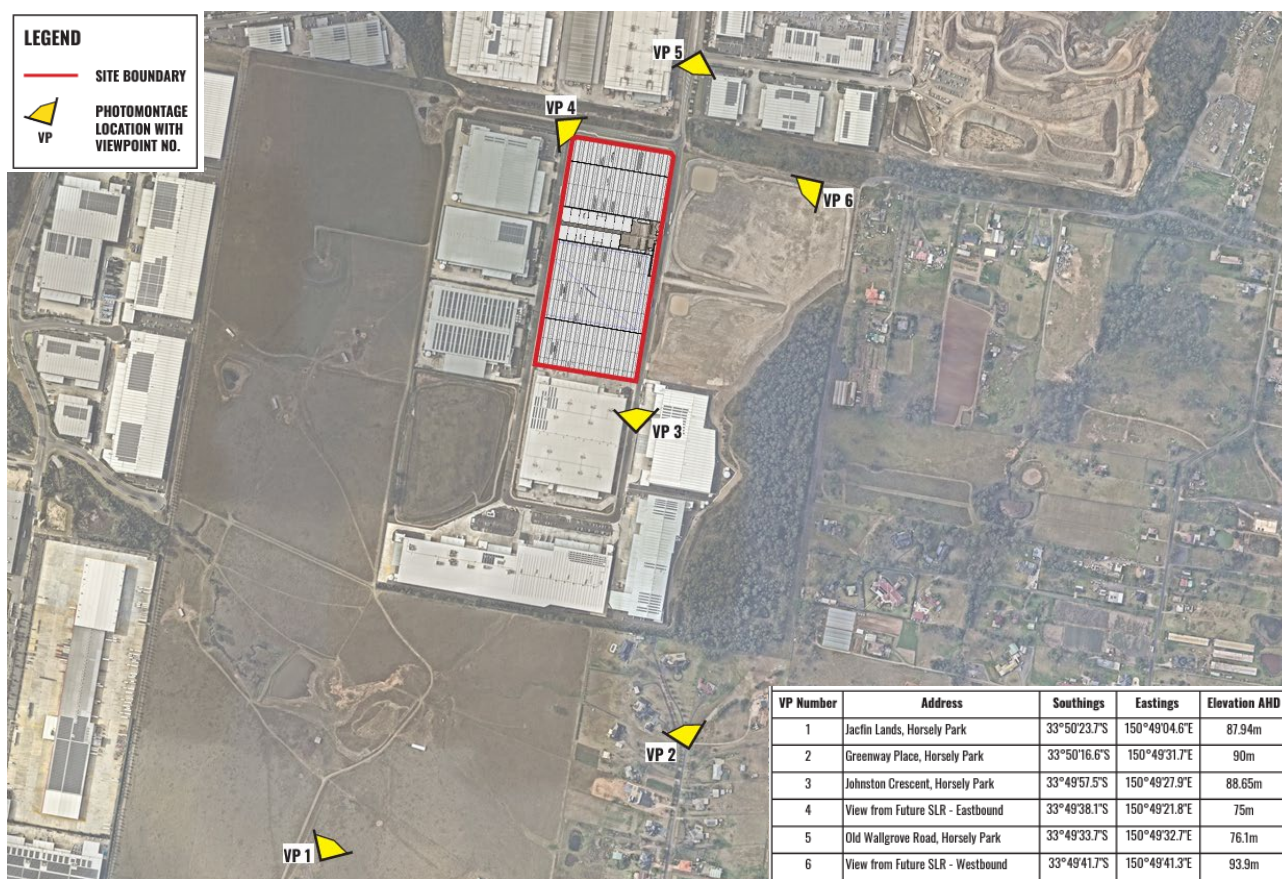 LEGEND
SITE BOUNDARY
PHOTOMONTAGE
LOCATION WITH
VIEWPOINT NO.
VP
VP 5
VP 4
VP 6
VP 3
VP 2
VP 1
VP Number Address Southings Eastings Elevation AHD
1 Jacfin Lands, Horsely Park 33°50'23.7"S 150°49'04.6"E 87.94m
2 Greenway Place, Horsely Park 33°50'16.6"S 150°49'31.7"E 90m
3 Johnston Crescent, Horsely Park 33°49'57.5"S 150°49'27.9"E 88.65m
4 View from Future SLR - Eastbound 33°49'38.1"S 150°49'21.8"E 75m
5 Old Wallgrove Road, Horsely Park 33°49'33.7"S 150°49'32.7"E 76.1m
6 View from Future SLR - Westbound 33°49'41.7"S 150°49'41.3"E 93.9m